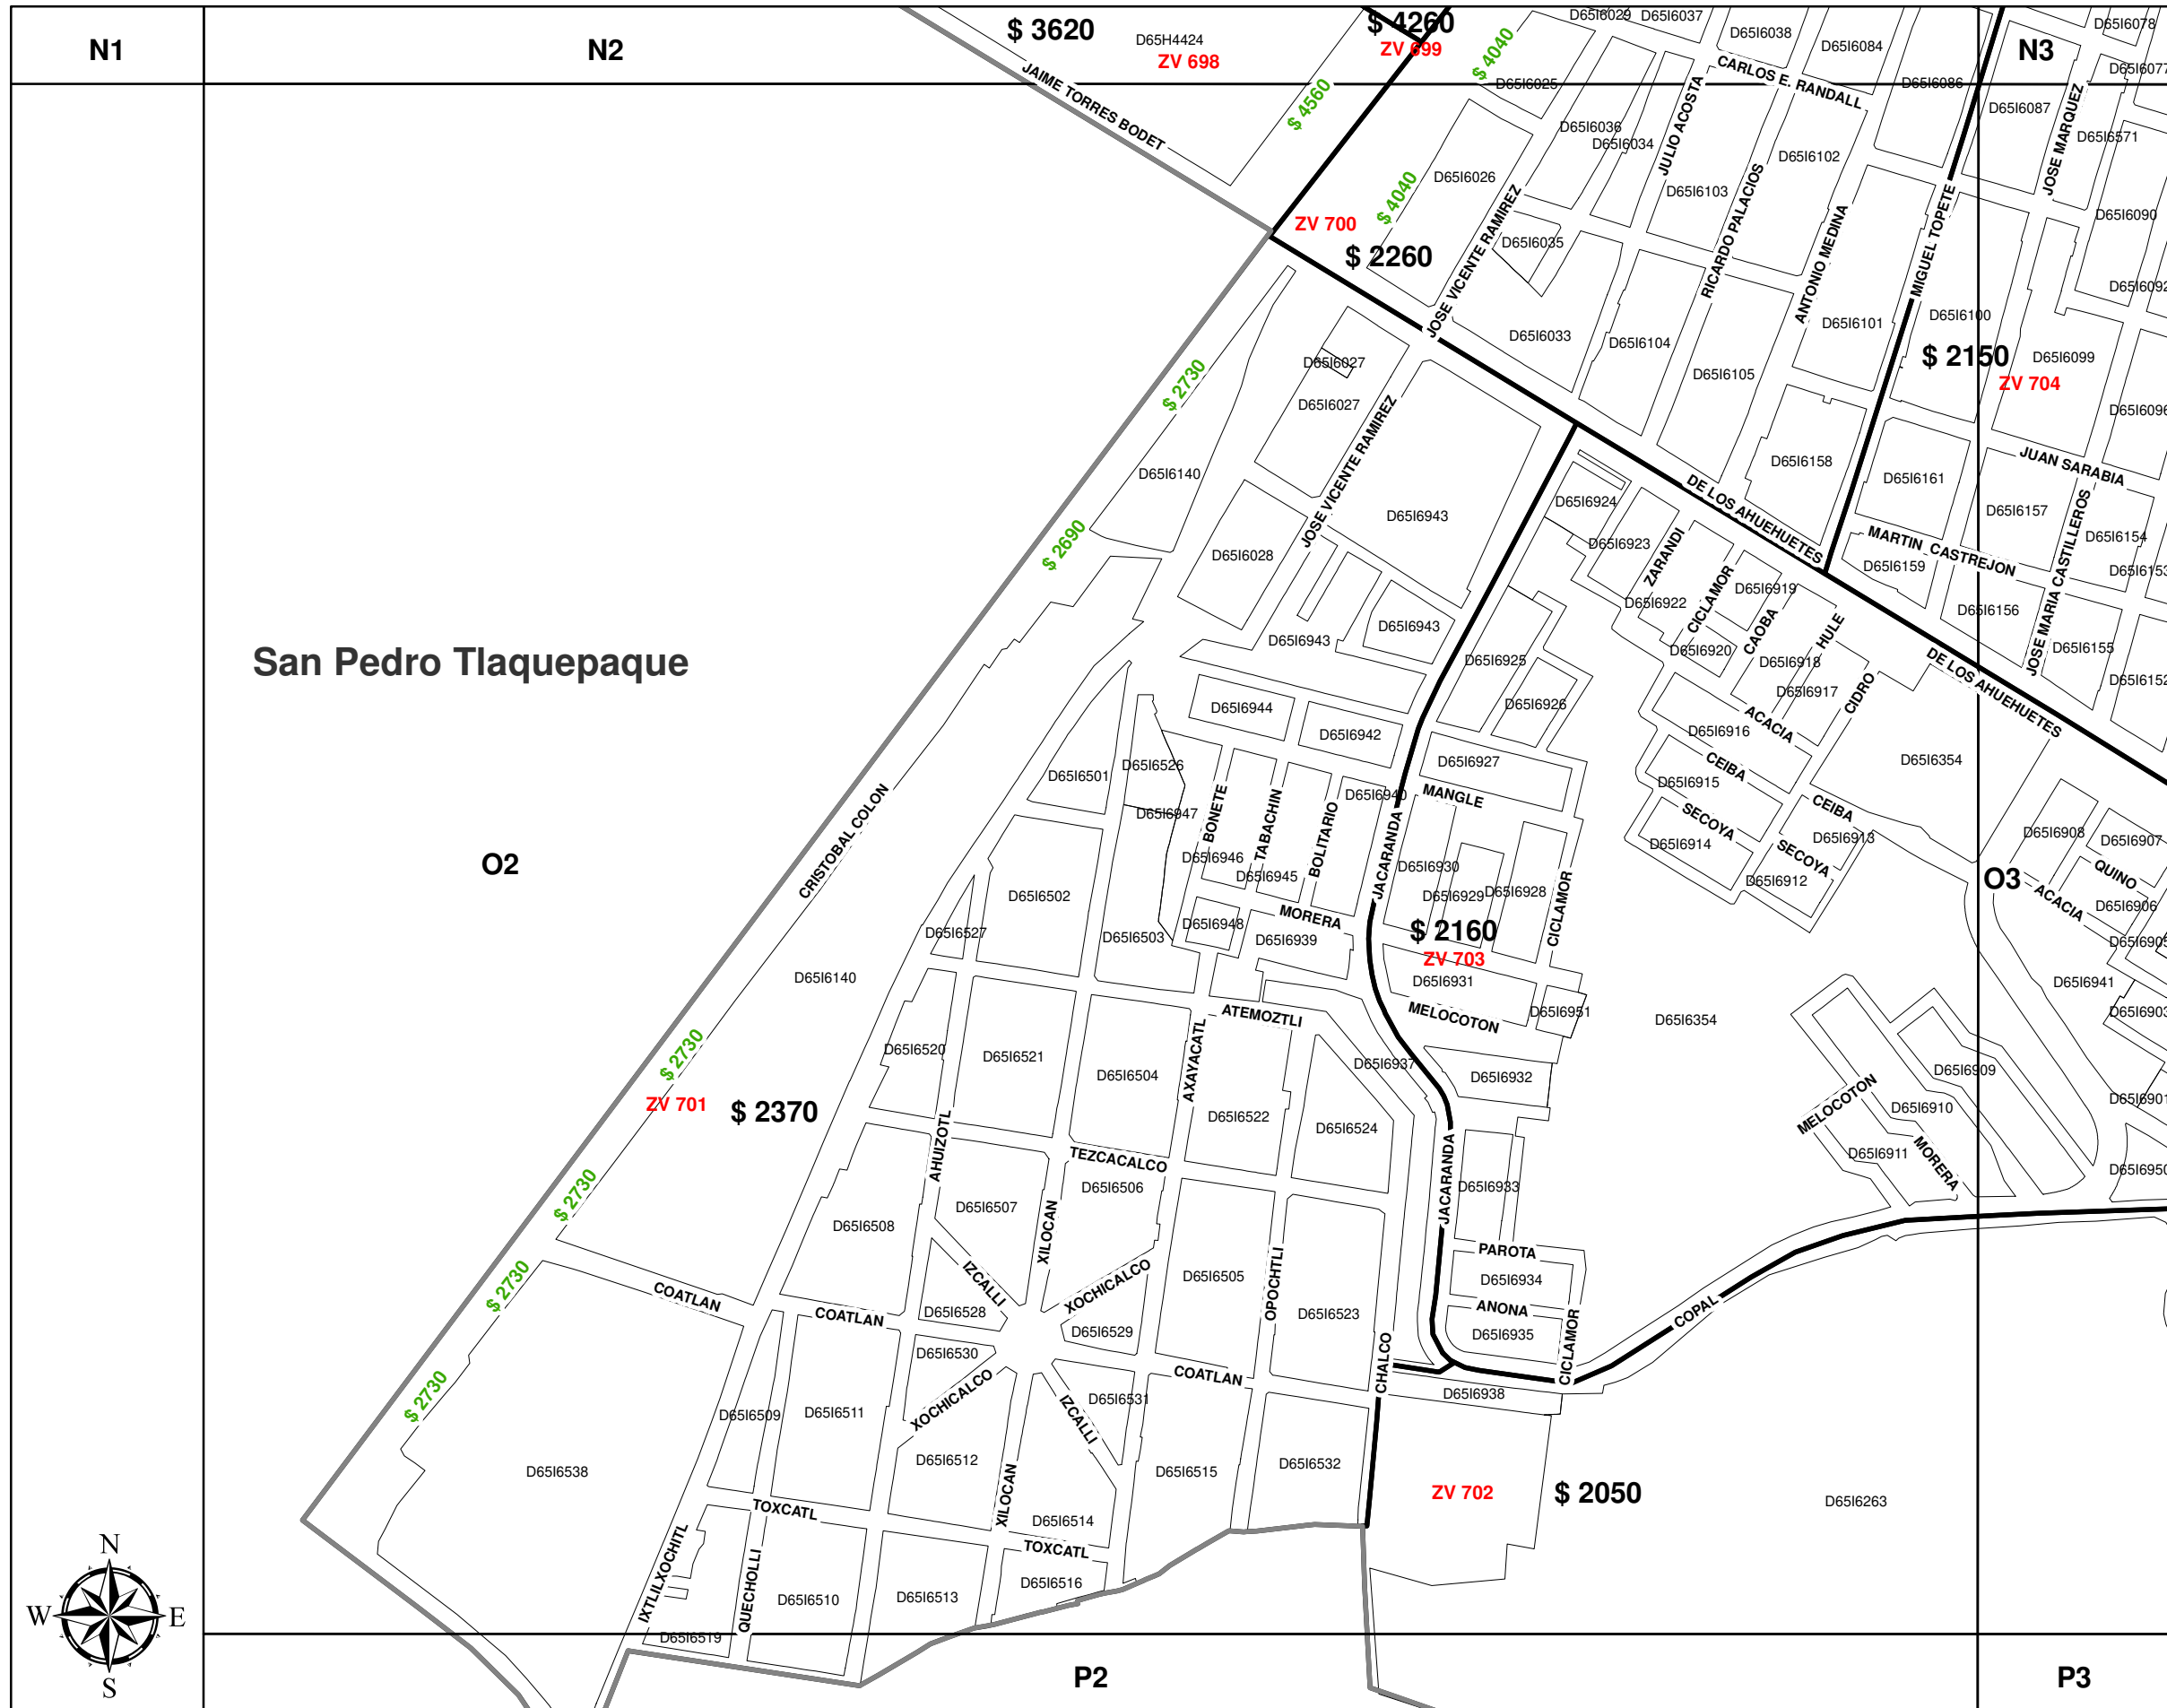 N1
N2
$ 3620
D65H4424
ZV 698
$ 4260
ZV 699
$ 4040
D65I6029
D65I6037
D65I6038
D65I6084
N3
D65I6078
D65I6077
JAIME TORRES BODET
$ 4560
D65I6025
CARLOS E. RANDALL
D65I6086
D65I6087
JOSE MARQUEZ
D65I6571
D65I6036
D65I6034
JULIO ACOSTA
D65I6102
D65I6026
$ 4040
D65I6103
RICARDO PALACIOS
ZV 700
$ 2260
JOSE VICENTE RAMIREZ
D65I6035
ANTONIO MEDINA
MIGUEL TOPETE
D65I6090
D65I6092
D65I6033
D65I6104
D65I6101
D65I6100
D65I6105
$ 2150
D65I6099
ZV 704
D65I6096
$ 2730
D65I6027
D65I6027
JOSE VICENTE RAMIREZ
D65I6140
D65I6943
D65I6158
D65I6161
JUAN SARABIA
DE LOS AHUEHUETES
D65I6924
D65I6157
D65I6154
$ 2690
D65I6028
D65I6923
ZARANDI
MARTIN CASTREJON
D65I6159
D65I6153
JOSE MARIA CASTILLEROS
D65I6922
CICLAMOR
D65I6919
D65I6156
D65I6943
D65I6943
D65I6920
CAOBA
HULE
D65I6155
San Pedro Tlaquepaque
D65I6925
D65I6918
D65I6917
DE LOS AHUEHUETES
D65I6152
D65I6944
D65I6926
CIDRO
D65I6942
ACACIA
D65I6916
D65I6354
D65I6501
D65I6526
D65I6927
CEIBA
D65I6915
D65I6947
BONETE
TABACHIN
BOLITARIO
D65I6940
MANGLE
SECOYA
CEIBA
D65I6913
D65I6908
D65I6907
CRISTOBAL COLON
D65I6946
D65I6945
JACARANDA
D65I6914
SECOYA
O2
D65I6930
D65I6929
D65I6928
D65I6912
O3
QUINO
D65I6502
CICLAMOR
ACACIA
D65I6906
D65I6527
D65I6503
D65I6948
MORERA
D65I6939
$ 2160
ZV 703
D65I6905
D65I6140
D65I6931
D65I6941
ATEMOZTLI
MELOCOTON
D65I6951
D65I6354
D65I6903
$ 2730
D65I6520
D65I6521
D65I6504
AXAYACATL
D65I6937
D65I6932
D65I6909
ZV 701
$ 2370
D65I6522
D65I6524
MELOCOTON
D65I6910
D65I6901
AHUIZOTL
TEZCACALCO
D65I6911
MORERA
D65I6950
$ 2730
D65I6506
D65I6933
D65I6508
D65I6507
XILOCAN
JACARANDA
$ 2730
IZCALLI
XOCHICALCO
D65I6505
OPOCHTLI
PAROTA
D65I6934
COATLAN
COATLAN
D65I6528
D65I6523
ANONA
D65I6935
CICLAMOR
COPAL
D65I6529
D65I6530
$ 2730
XOCHICALCO
COATLAN
CHALCO
D65I6938
D65I6509
D65I6511
IZCALLI
D65I6531
D65I6538
D65I6512
XILOCAN
D65I6515
D65I6532
ZV 702
$ 2050
D65I6263
TOXCATL
D65I6514
IXTLILXOCHITL
TOXCATL
QUECHOLLI
D65I6510
D65I6513
D65I6516
D65I6519
N
W
E
S
P2
P3